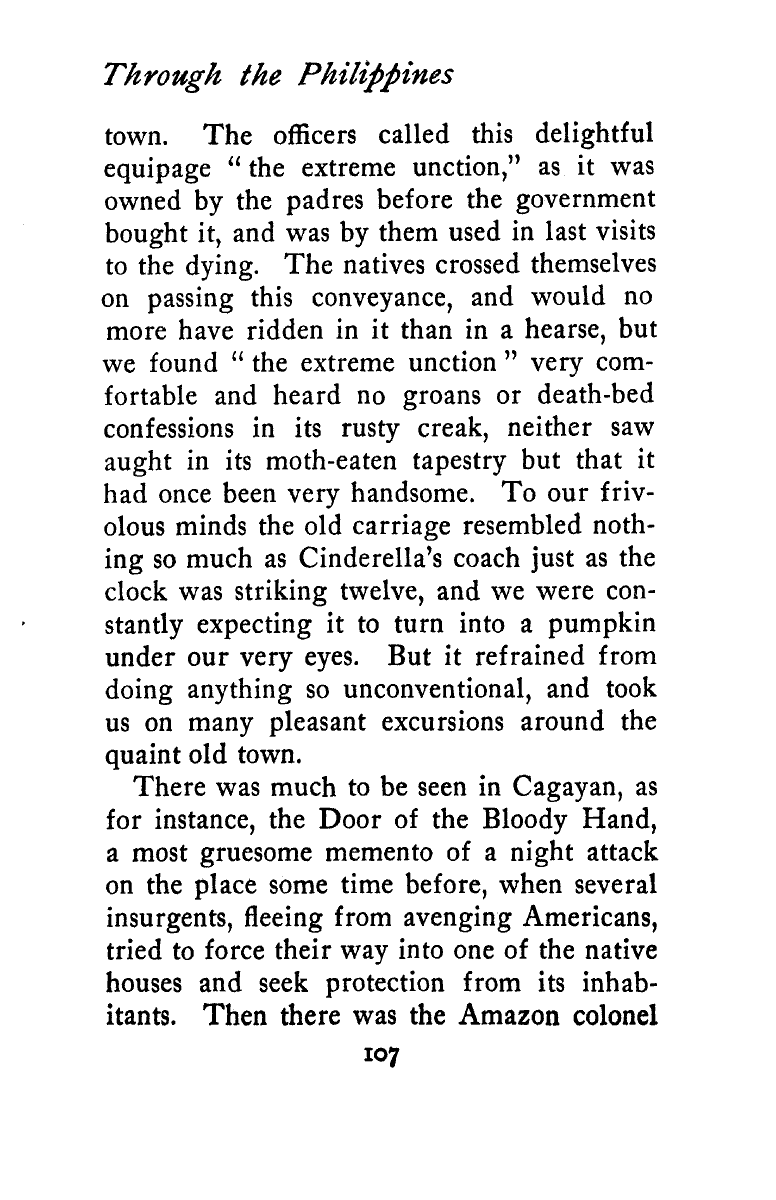 Through the Philippines
town. The officers called this delightful
equipage “ the extreme unction,” as it was
owned by the padres before the government
bought it, and was by them used in last visits
to the dying. The natives crossed themselves
on passing this conveyance, and would no
more have ridden in it than in a hearse, but
we found “ the extreme unction ” very com-
fortable and heard no groans or death-bed
confessions in its rusty creak, neither saw
aught in its moth-eaten tapestry but that it
had once been very handsome. To our friv-
olous minds the old carriage resembled noth-
ing so much as Cinderella’s coach just as the
clock was striking twelve, and we were con-
stantly expecting it to turn into a pumpkin
under our very eyes. But it refrained from
doing anything so unconventional, and took
us on many pleasant excursions around the
quaint old town.
There was much to be seen in Cagayan, as
for instance, the Door of the Bloody Hand,
a most gruesome memento of a night attack
on the place some time before, when several
insurgents, fleeing from avenging Americans,
tried to force their way into one of the native
houses and seek protection from its inhab-
itants. Then there was the Amazon colonel
107